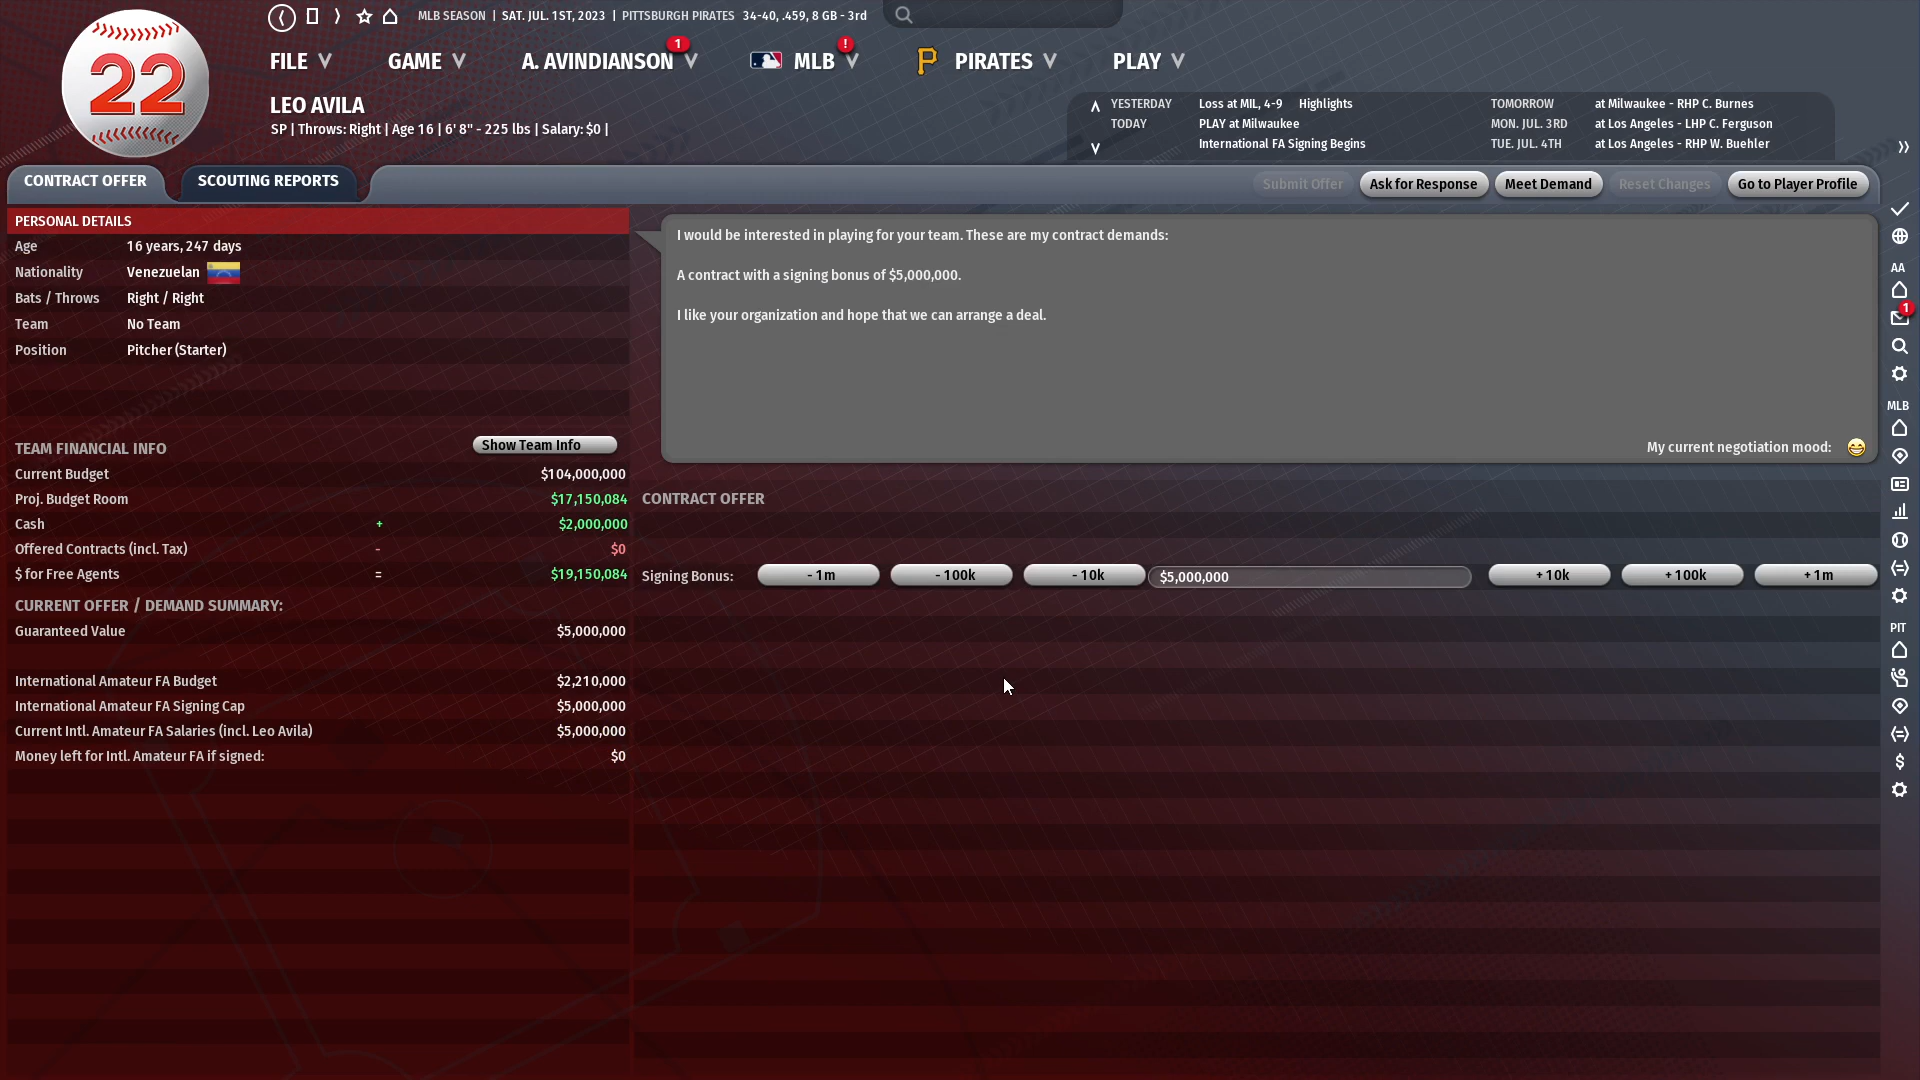 22
MLB SEASON | SAT. JUL. 1ST, 2023 | PITTSBURGH PIRATES 34-40, .459, 8 GB - 3rd
FILE GAME A. AVINDIANSON 1 MLB ! P PIRATES PLAY
LEO AVILA
SP | Throws: Right | Age 16 | 6' 8" - 225 lbs | Salary: $0 |
YESTERDAY Loss at MIL, 4-9 Highlights TOMORROW at Milwaukee - RHP C. Burnes
TODAY PLAY at Milwaukee MON. JUL. 3RD at Los Angeles - LHP C. Ferguson
International FA Signing Begins TUE. JUL. 4TH at Los Angeles - RHP W. Buehler
CONTRACT OFFER SCOUTING REPORTS Submit Offer Ask for Response Meet Demand Reset Changes Go to Player Profile
PERSONAL DETAILS
Age 16 years, 247 days
Nationality Venezuelan
Bats / Throws Right / Right
Team No Team
Position Pitcher (Starter)
I would be interested in playing for your team. These are my contract demands:
A contract with a signing bonus of $5,000,000.
I like your organization and hope that we can arrange a deal.
My current negotiation mood:
TEAM FINANCIAL INFO Show Team Info
Current Budget $104,000,000
Proj. Budget Room $17,150,084
Cash + $2,000,000
Offered Contracts (incl. Tax) - $0
$ for Free Agents = $19,150,084
CURRENT OFFER / DEMAND SUMMARY:
Guaranteed Value $5,000,000
International Amateur FA Budget $2,210,000
International Amateur FA Signing Cap $5,000,000
Current Intl. Amateur FA Salaries (incl. Leo Avila) $5,000,000
Money left for Intl. Amateur FA if signed: $0
CONTRACT OFFER
Signing Bonus: - 1m - 100k - 10k $5,000,000 + 10k + 100k + 1m
AA
1
MLB
PIT
$